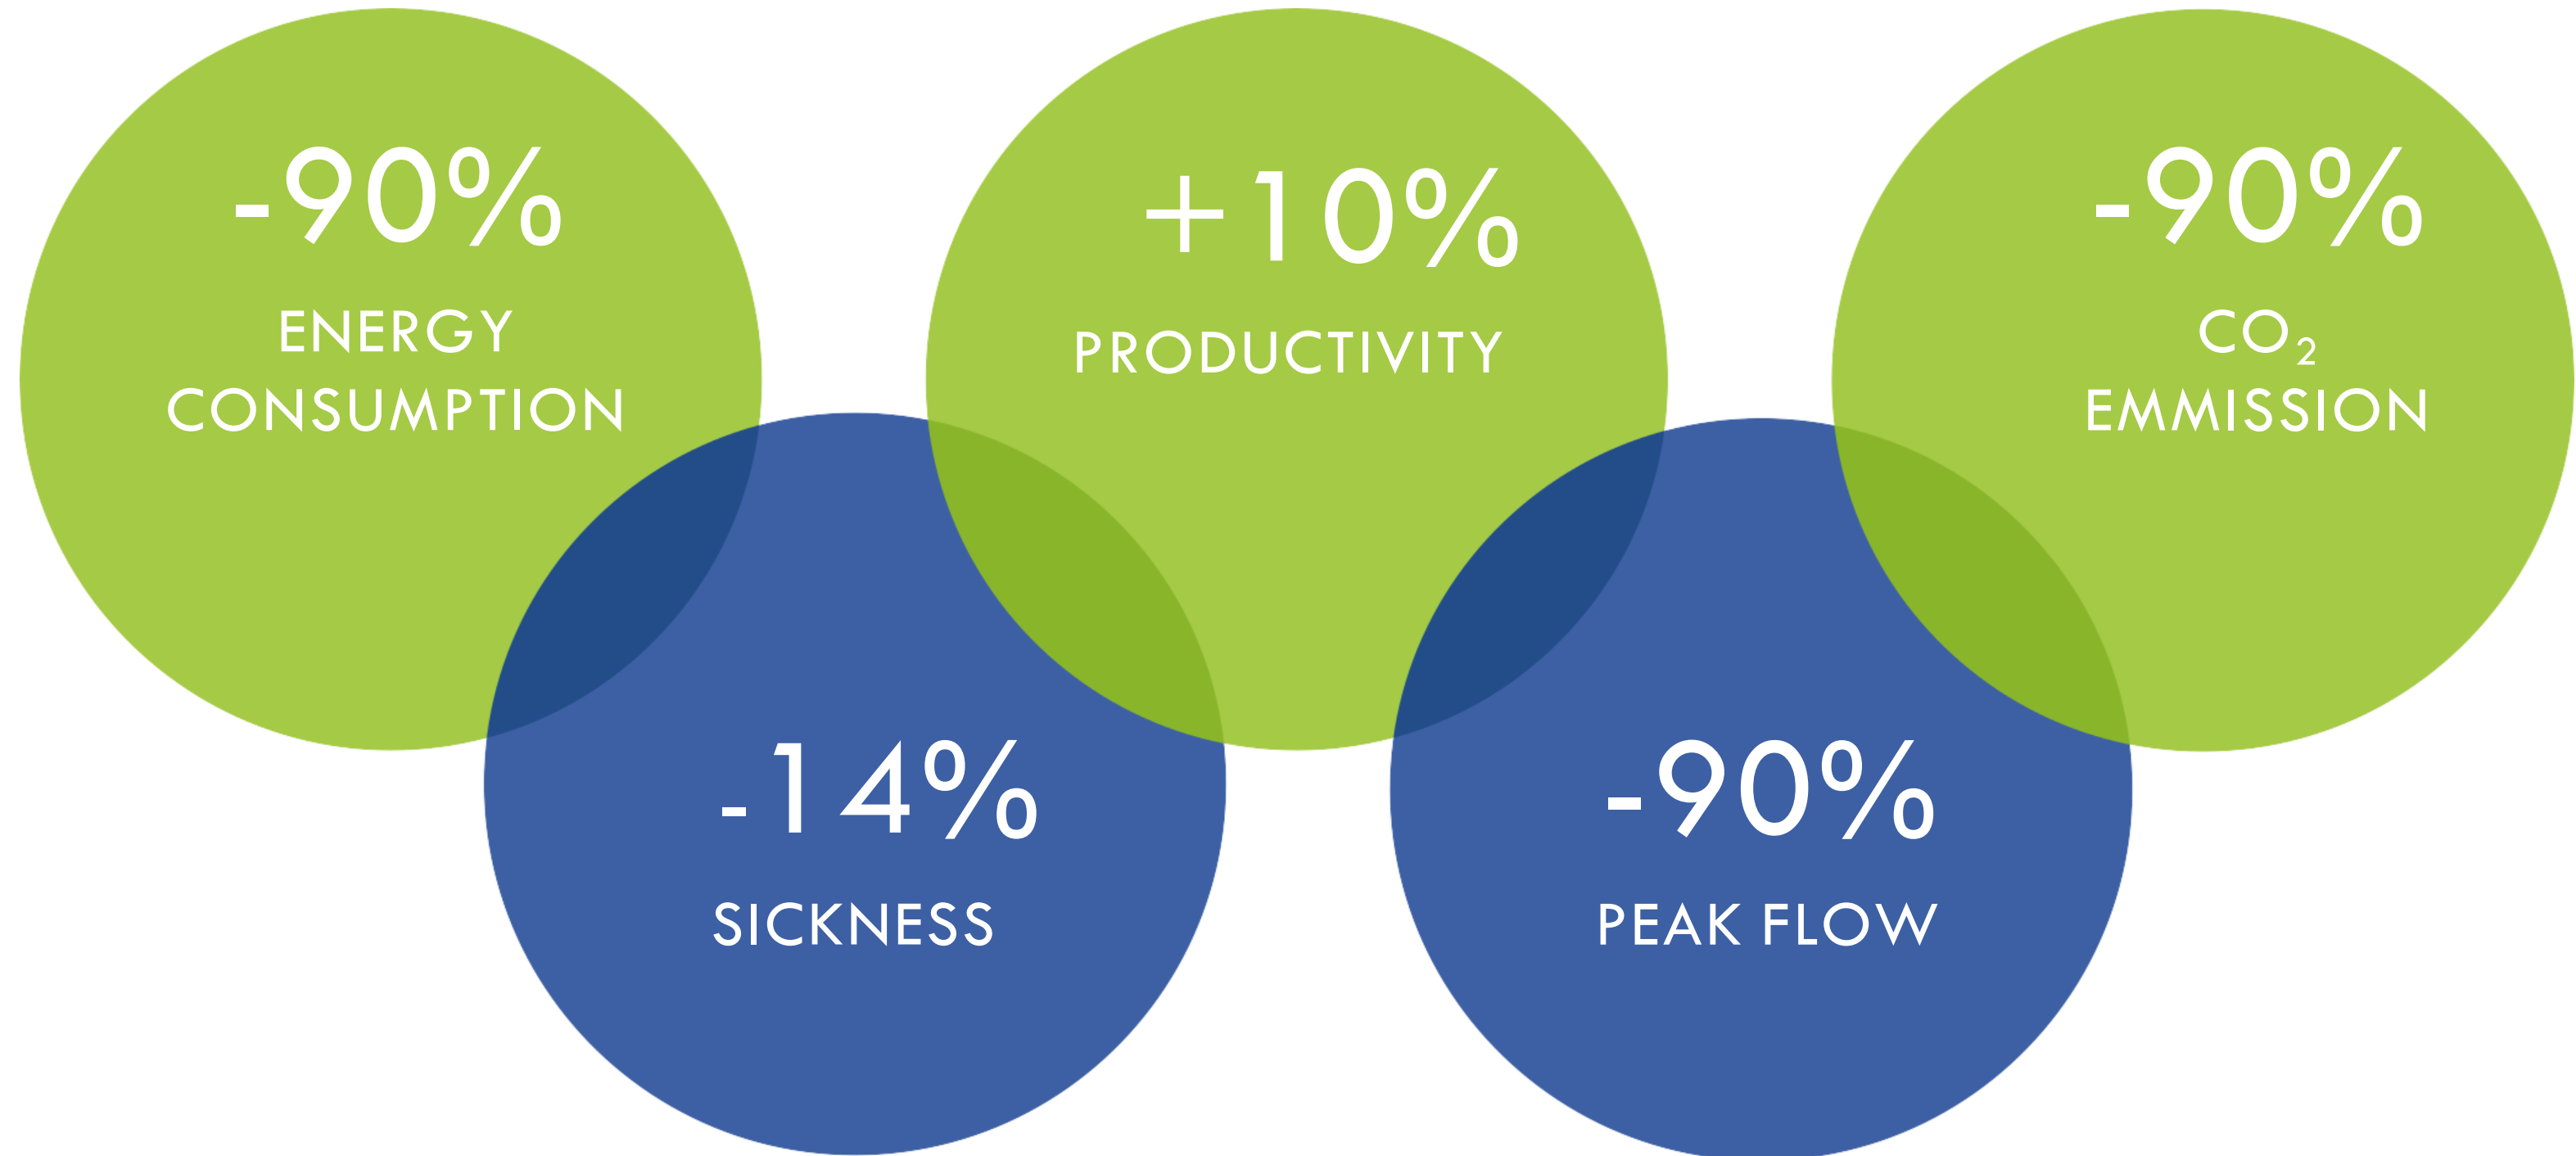 -90%
ENERGY
CONSUMPTION
+10%
PRODUCTIVITY
-90%
CO₂
EMMISSION
-14%
SICKNESS
-90%
PEAK FLOW